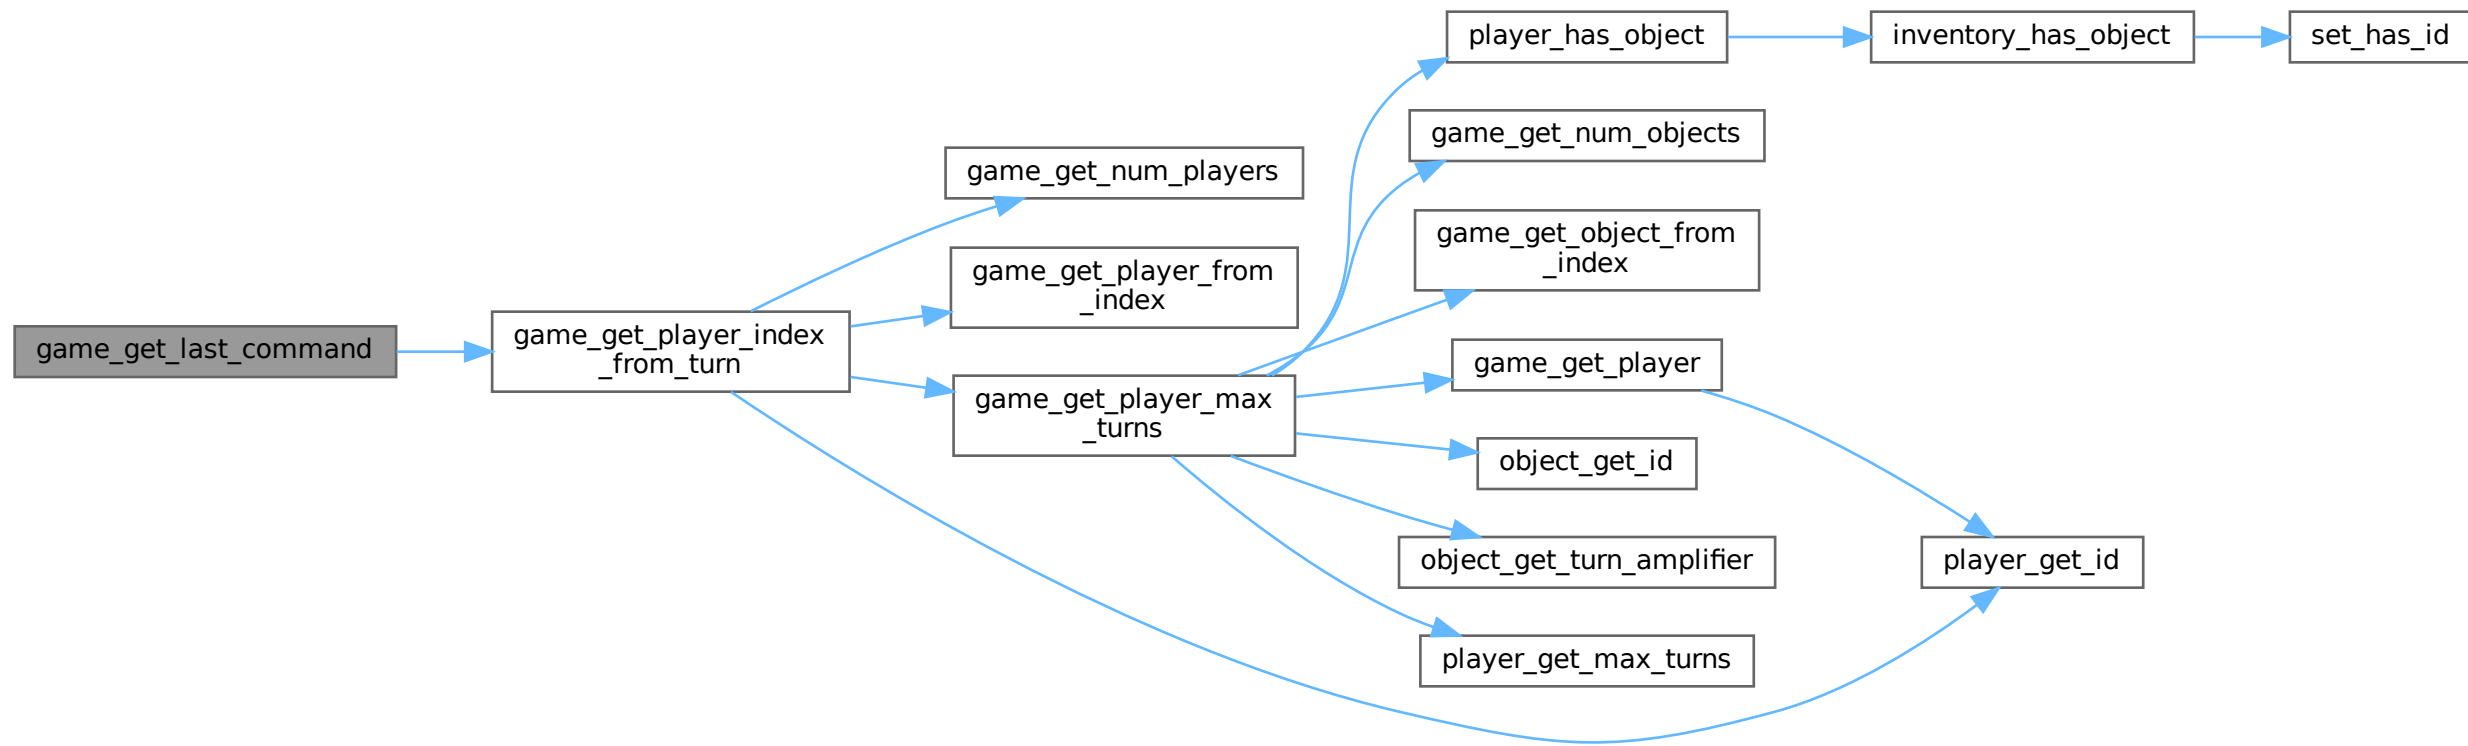 game_get_last_command
game_get_player_index
_from_turn
game_get_num_players
game_get_player_from
_index
game_get_player_max
_turns
player_has_object
game_get_num_objects
game_get_object_from
_index
game_get_player
object_get_id
object_get_turn_amplifier
player_get_max_turns
inventory_has_object
player_get_id
set_has_id